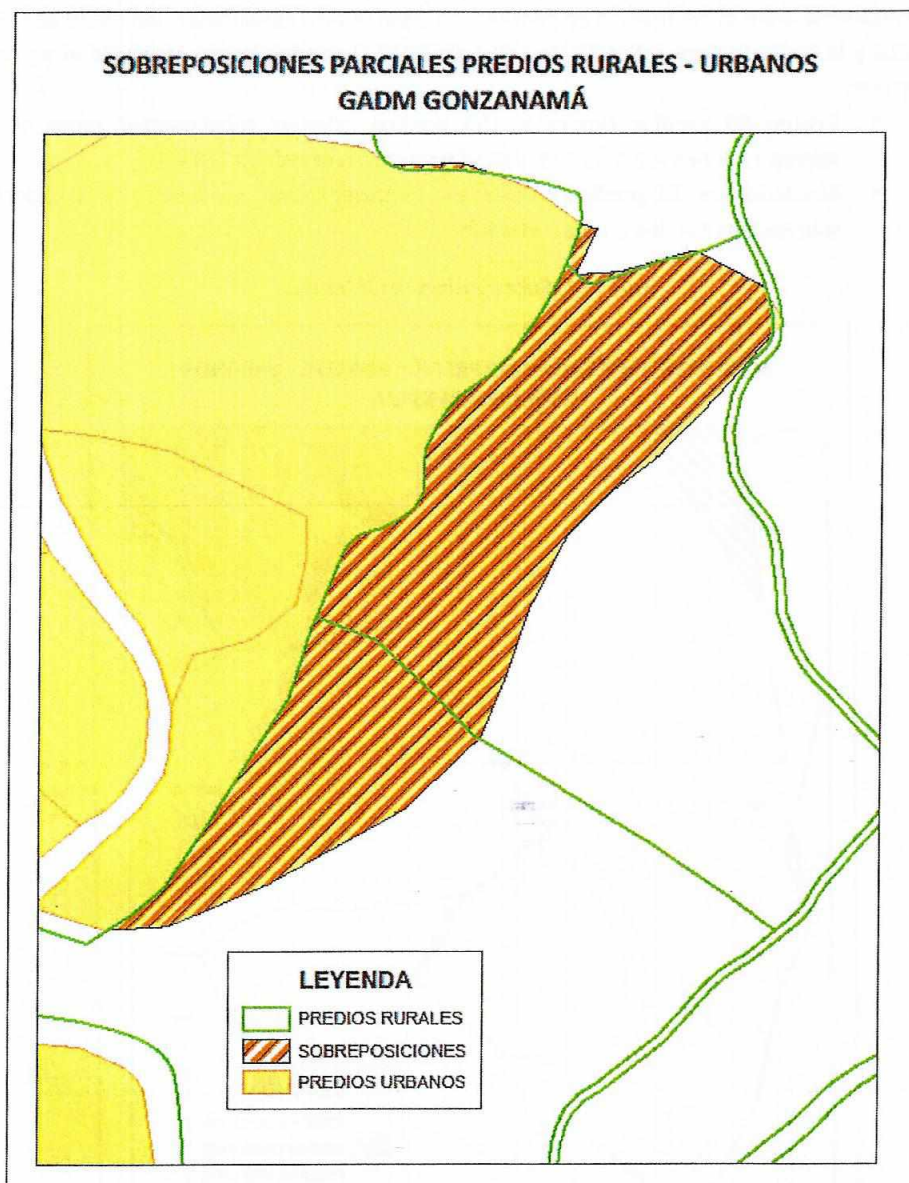 SOBREPOSICIONES PARCIALES PREDIOS RURALES - URBANOS
GADM GONZANAMÁ
LEYENDA
PREDIOS RURALES
SOBREPOSICIONES
PREDIOS URBANOS